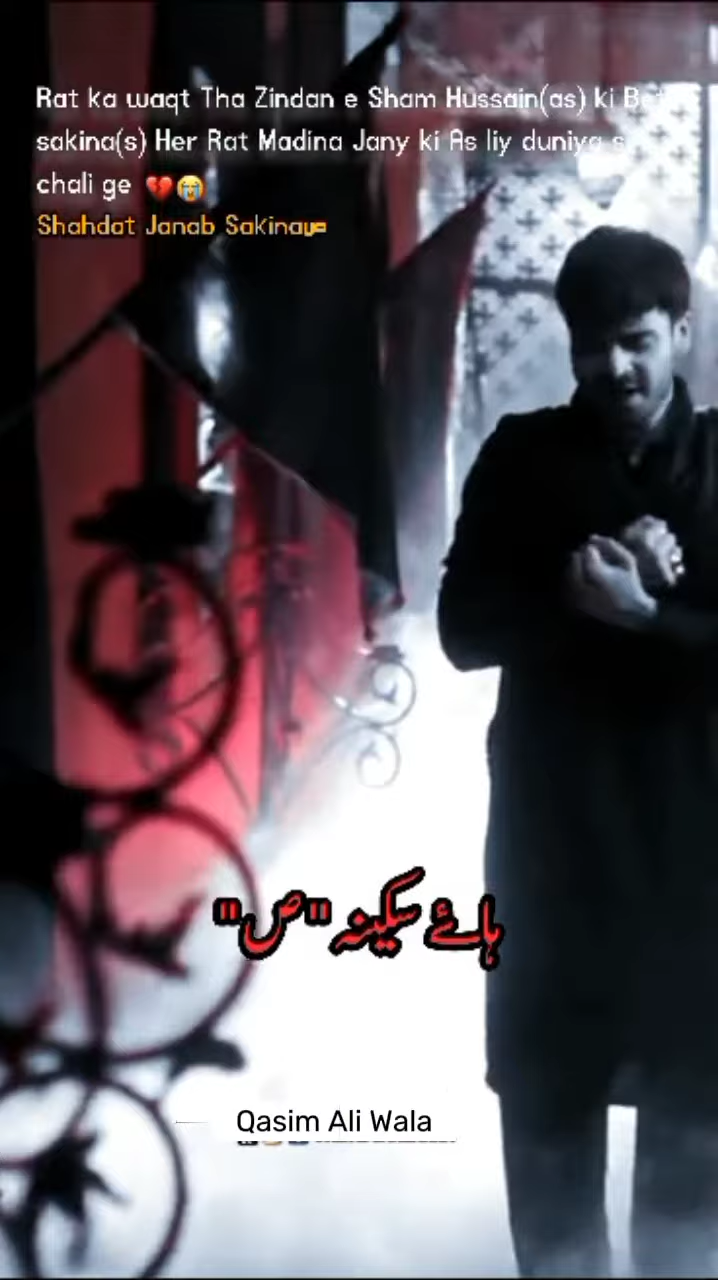 Rat ka waqt Tha Zindan e Sham Hussain(as) ki
sakina(s) Her Rat Madina Jany ki As liy duniya
chali ge 💔😭
Shahdat Janab Sakina
ہائے سکینہ "ص"
Qasim Ali Wala